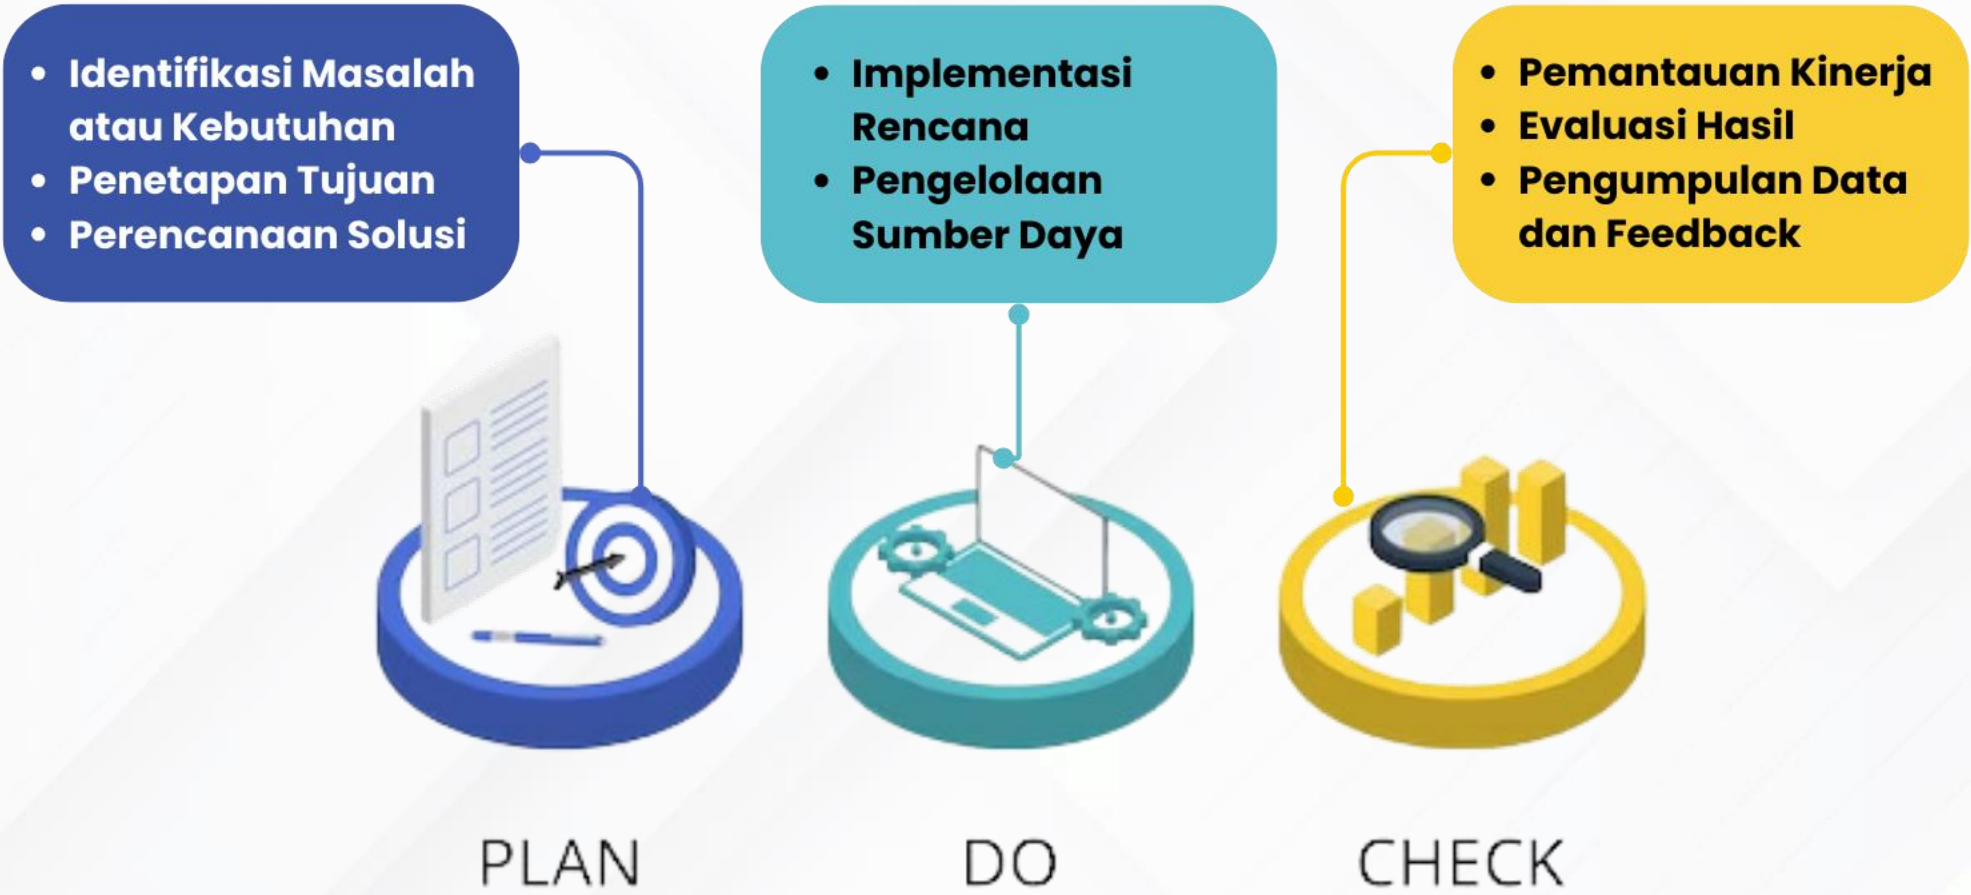 • Identifikasi Masalah
atau Kebutuhan
• Penetapan Tujuan
• Perencanaan Solusi
• Implementasi
Rencana
• Pengelolaan
Sumber Daya
• Pemantauan Kinerja
• Evaluasi Hasil
• Pengumpulan Data
dan Feedback
PLAN
DO
CHECK